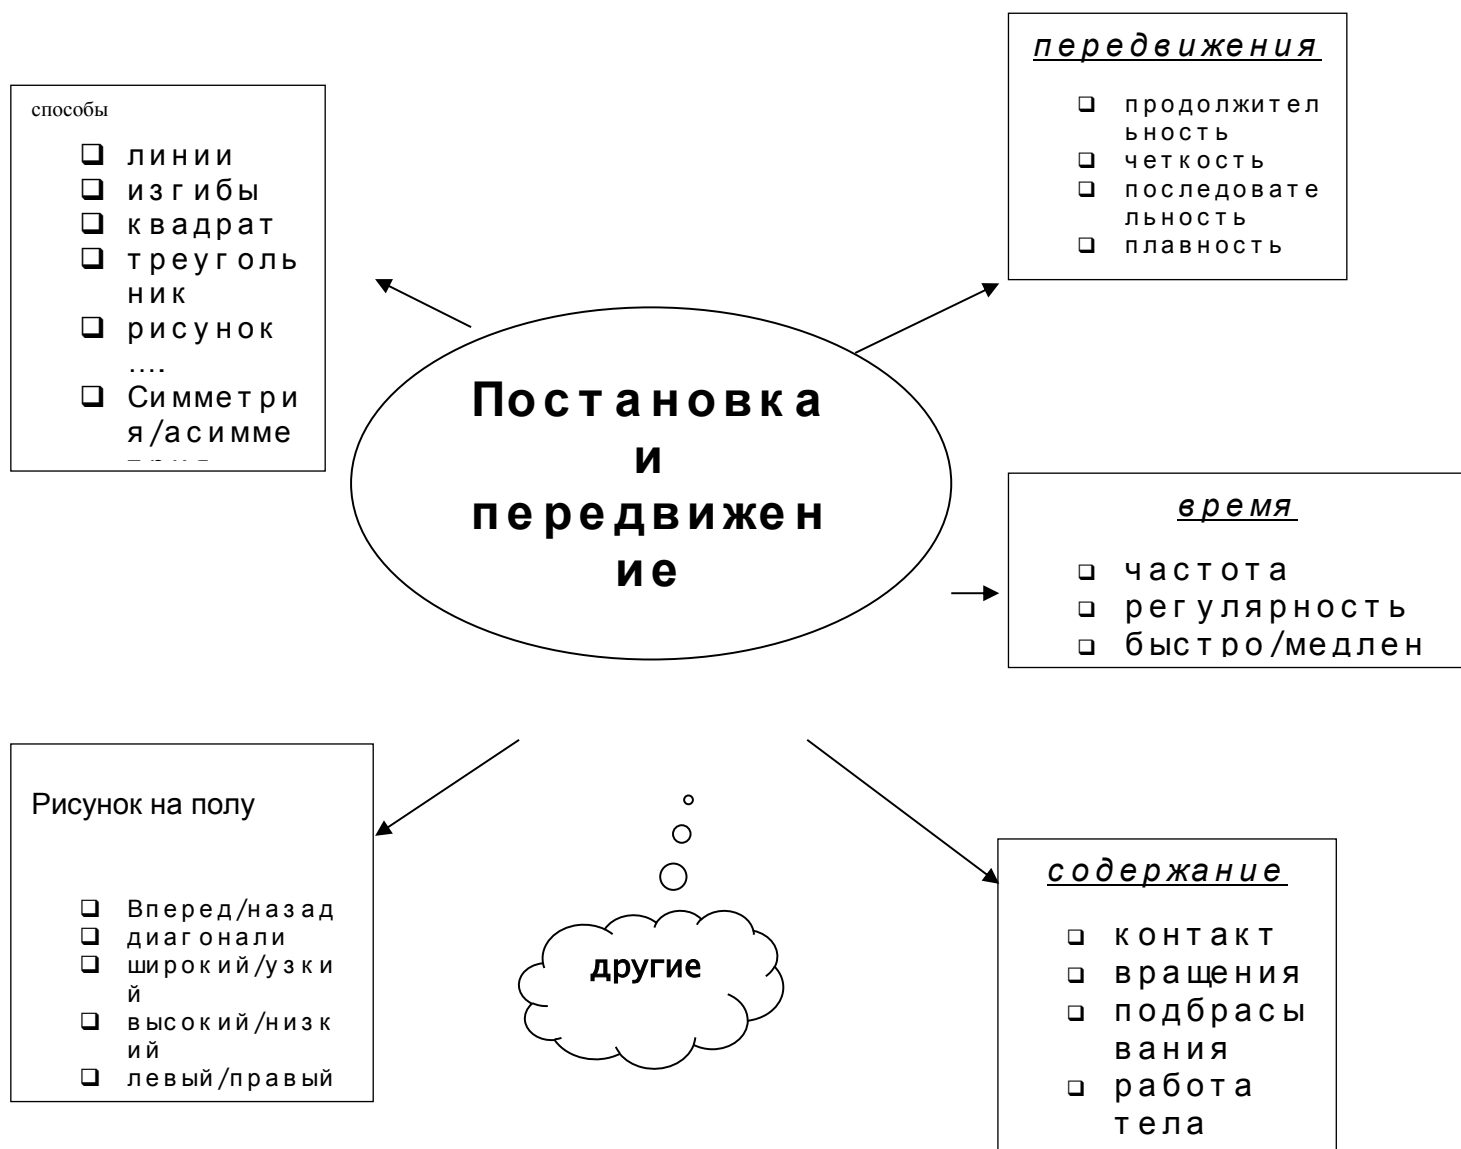 способы
линии
изгибы
квадрат
треуголь
ник
рисунок
....
Симметри
я/асимме
передвижения
продолжител
ьность
четкость
последовате
льность
плавность
Постановка
и
передвижен
ие
время
частота
регулярность
быстро/медлен
Рисунок на полу
Вперед/назад
диагонали
широкий/узки
й
высокий/низк
ий
левый/правый
другие
содержание
контакт
вращения
подбрасы
вания
работа
тела